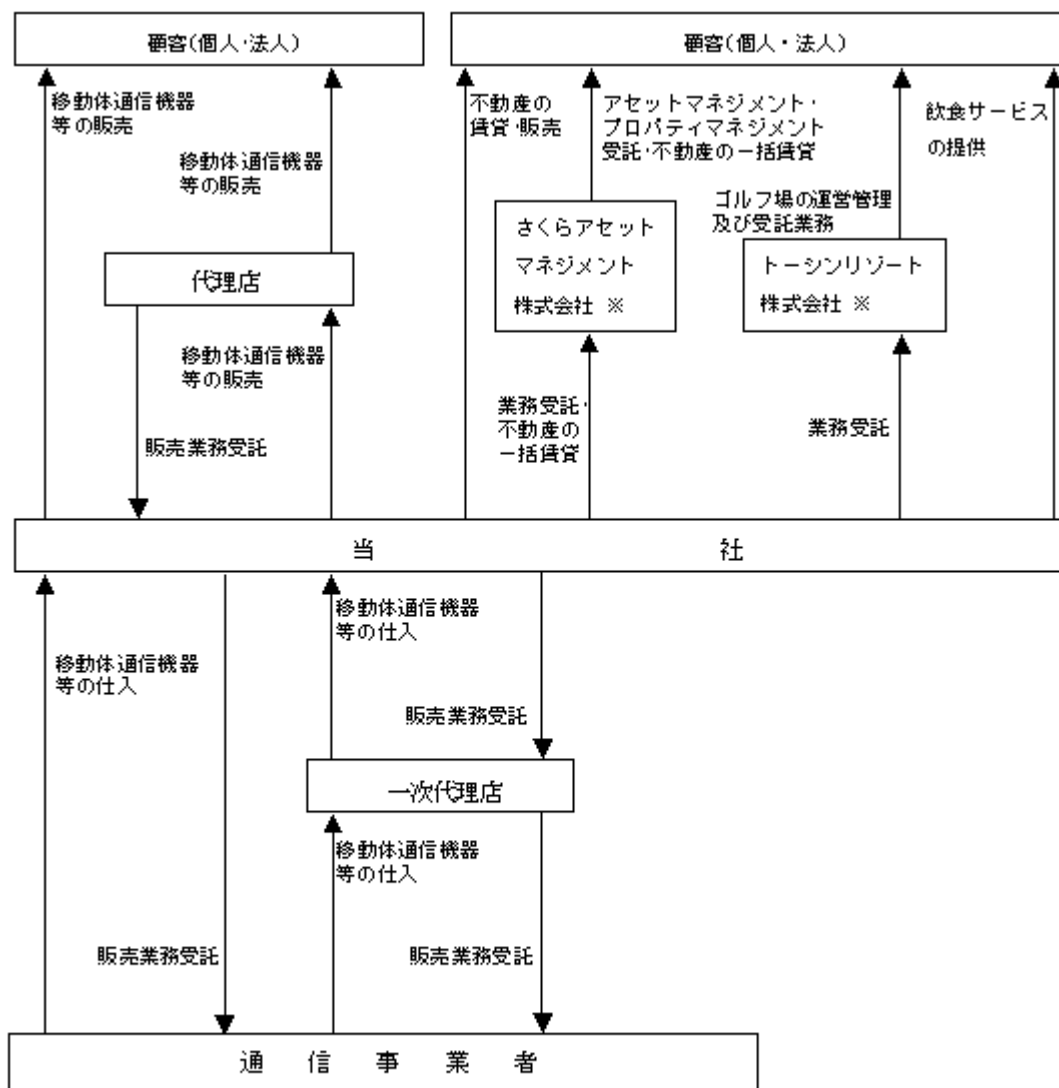 顧客(個人･法人)
顧客(個人・法人)
移動体通信機器
等の販売
移動体通信機器
等の販売
不動産の
賃貸･販売
アセットマネジメント・
プロパティマネジメント
受託･不動産の一括賃貸
飲食サービス
の提供
ゴルフ場の運営管理
及び受託業務
代理店
さくらアセット
マネジメント
株式会社 ※
トーシンリゾート
株式会社 ※
移動体通信機器
等の販売
販売業務受託
業務受託･
不動産の
一括賃貸
業務受託
当 社
移動体通信機器
等の仕入
移動体通信機器
等の仕入
販売業務受託
一次代理店
移動体通信機器
等の仕入
販売業務受託
販売業務受託
通 信 事 業 者